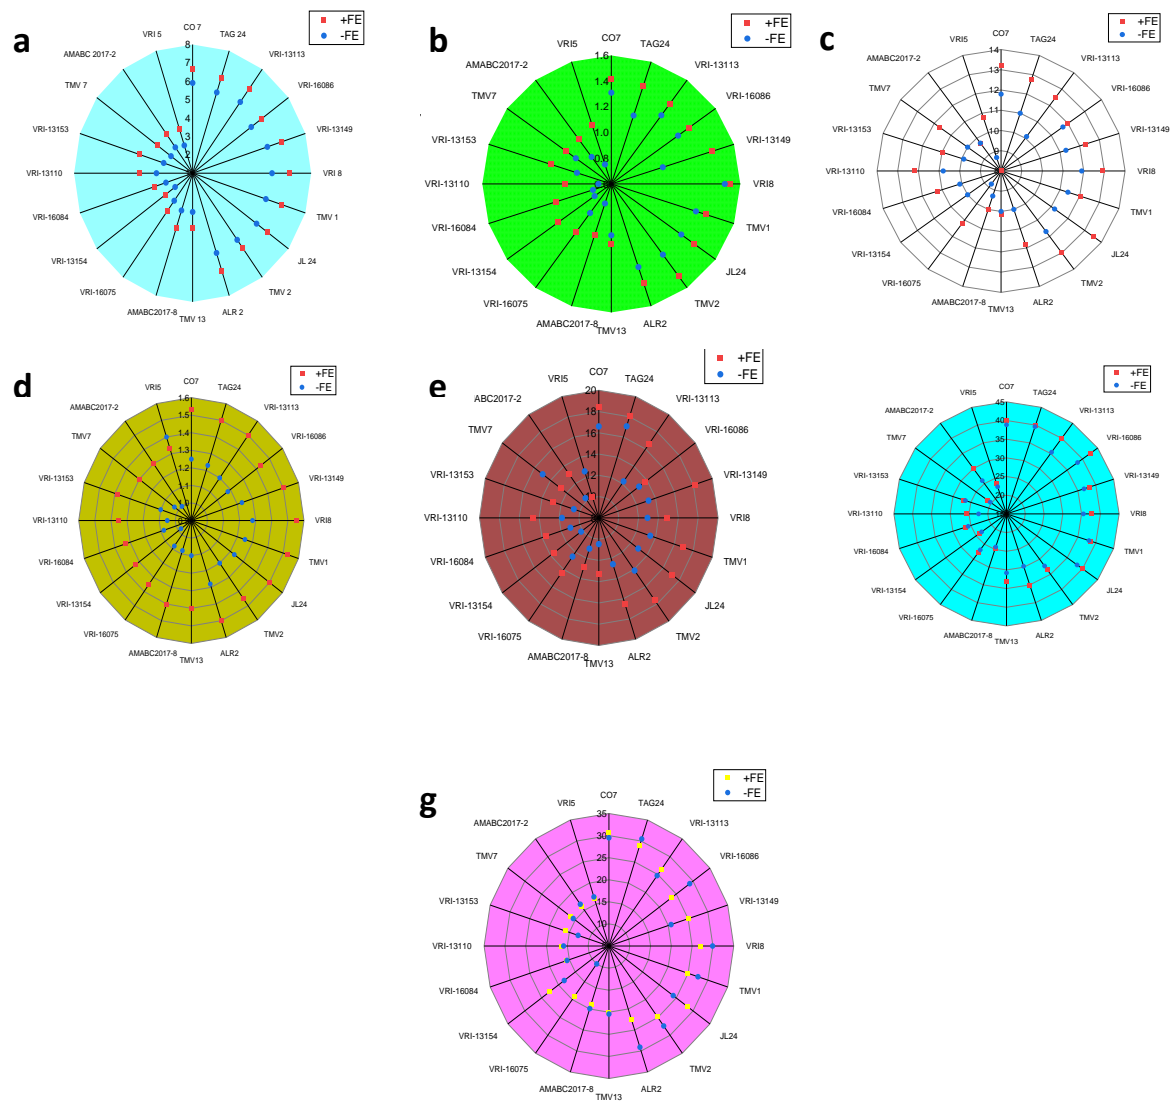 a
+FE
-FE
CO 7
TAG 24
VRI-13113
VRI-16086
VRI-13149
VRI 8
TMV 1
JL 24
TMV 2
ALR 2
TMV 13
AMABC2017-8
VRI-16075
VRI-13154
VRI-16084
VRI-13110
VRI-13153
TMV 7
AMABC 2017-2
VRI 5
8
7
6
5
4
2
b
+FE
-FE
CO7
TAG24
VRI-13113
VRI-16086
VRI-13149
VRI8
TMV1
JL24
TMV2
ALR2
TMV13
AMABC2017-8
VRI-16075
VRI-13154
VRI-16084
VRI-13110
VRI-13153
TMV7
AMABC2017-2
VRI5
1.6
1.4
1.2
1.0
0.8
c
+FE
-FE
CO7
TAG24
VRI-13113
VRI-16086
VRI-13149
VRI8
TMV1
JL24
TMV2
ALR2
TMV13
AMABC2017-8
VRI-16075
VRI-13154
VRI-16084
VRI-13110
VRI-13153
TMV7
AMABC2017-2
VRI5
14
13
12
11
10
9
d
+FE
-FE
CO7
TAG24
VRI-13113
VRI-16086
VRI-13149
VRI8
TMV1
JL24
TMV2
ALR2
TMV13
AMABC2017-8
VRI-16075
VRI-13154
VRI-16084
VRI-13110
VRI-13153
TMV7
AMABC2017-2
VRI5
1.6
1.5
1.4
1.3
1.2
1.0
e
+FE
-FE
CO7
TAG24
VRI-13113
VRI-16086
VRI-13149
VRI8
TMV1
JL24
TMV2
ALR2
TMV13
AMABC2017-8
VRI-16075
VRI-13154
VRI-16084
VRI-13110
VRI-13153
TMV7
ABC2017-2
VRI5
20
18
16
14
12
10
+FE
-FE
CO7
TAG24
VRI-13113
VRI-16086
VRI-13149
VRI8
TMV1
JL24
TMV2
ALR2
TMV13
AMABC2017-8
VRI-16075
VRI-13154
VRI-16084
VRI-13110
VRI-13153
TMV7
AMABC2017-2
VRI5
45
40
35
30
25
20
g
+FE
-FE
CO7
TAG24
VRI-13113
VRI-16086
VRI-13149
VRI8
TMV1
JL24
TMV2
ALR2
TMV13
AMABC2017-8
VRI-16075
VRI-13154
VRI-16084
VRI-13110
VRI-13153
TMV7
AMABC2017-2
VRI5
35
30
25
20
15
10